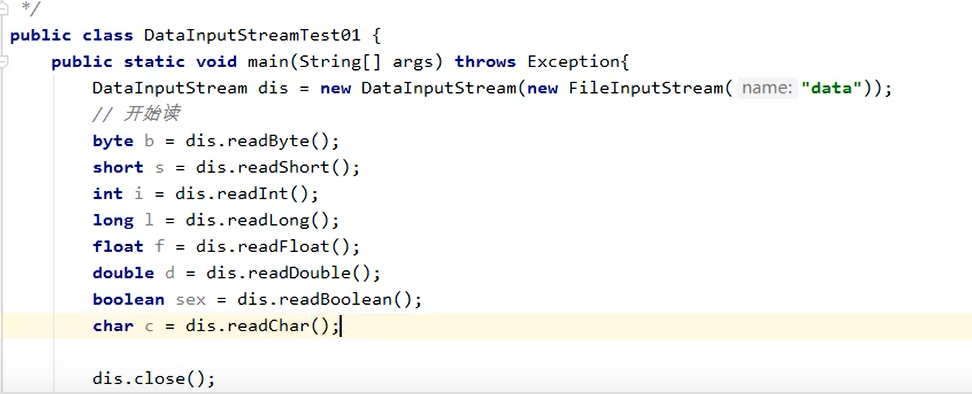 */
public class DataInputStreamTest01 {
public static void main(String[] args) throws Exception{
DataInputStream dis = new DataInputStream(new FileInputStream( name: "data"));
// 开始读
byte b = dis.readByte();
short s = dis.readShort();
int i = dis.readInt();
long l = dis.readLong();
float f = dis.readFloat();
double d = dis.readDouble();
boolean sex = dis.readBoolean();
char c = dis.readChar();
dis.close();